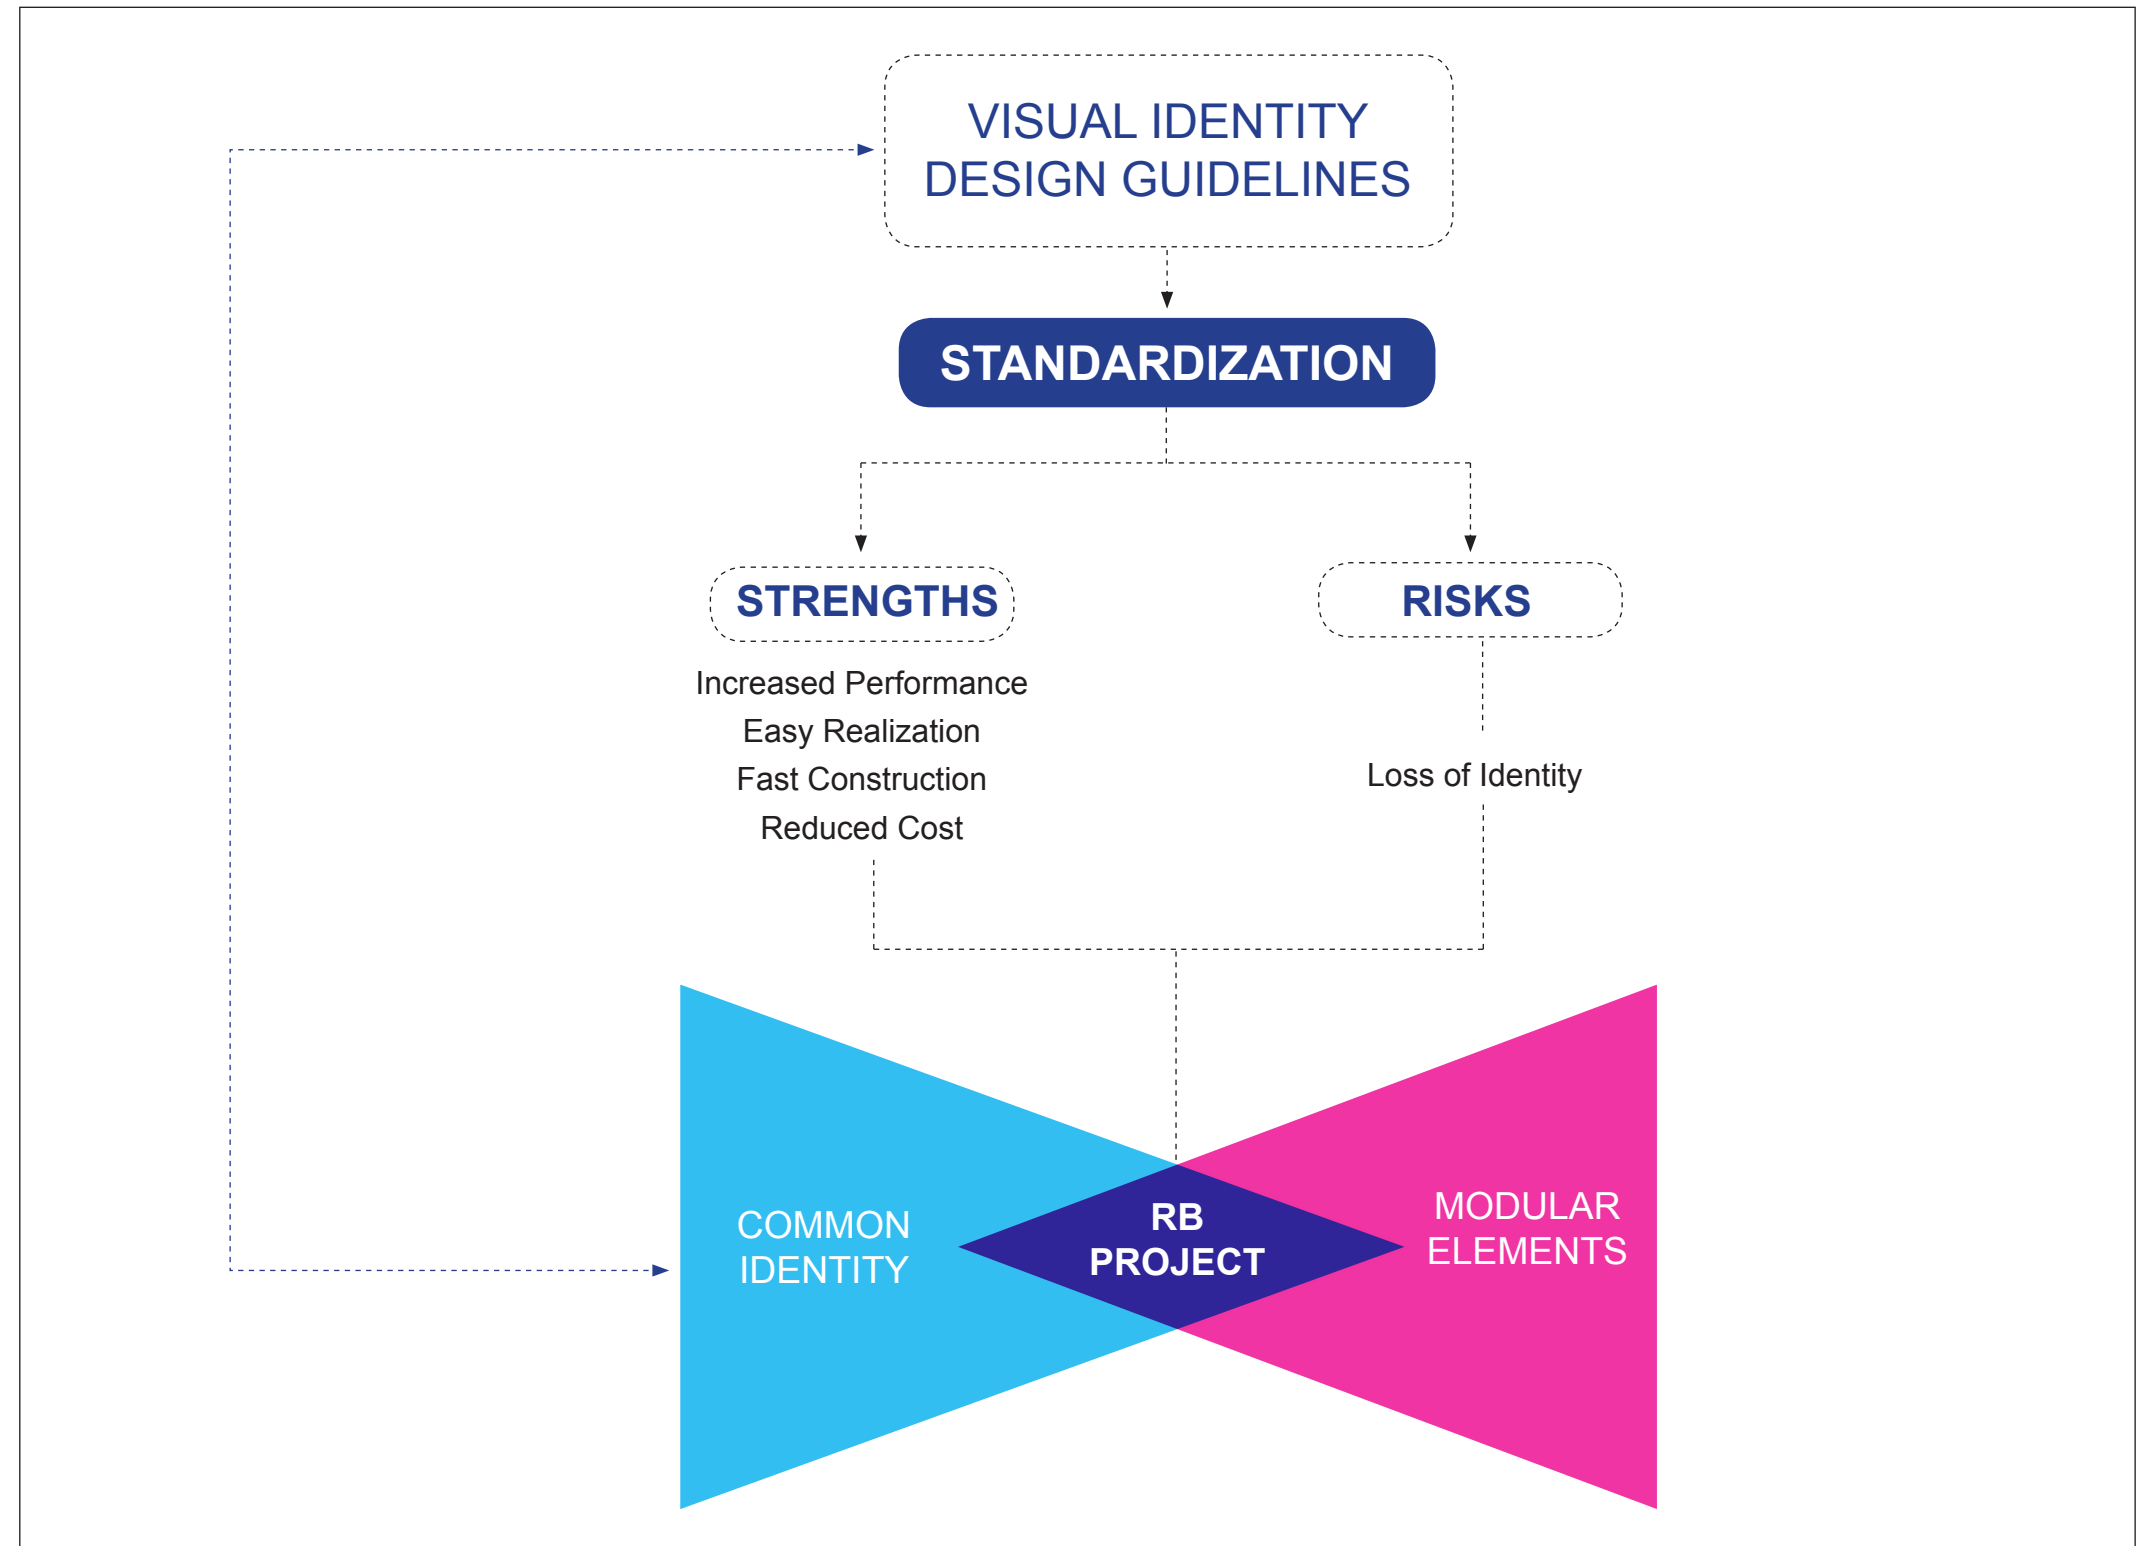 VISUAL IDENTITY
DESIGN GUIDELINES
STANDARDIZATION
STRENGTHS
RISKS
Increased Performance
Easy Realization
Fast Construction
Reduced Cost
Loss of Identity
COMMON
IDENTITY
RB
PROJECT
MODULAR
ELEMENTS